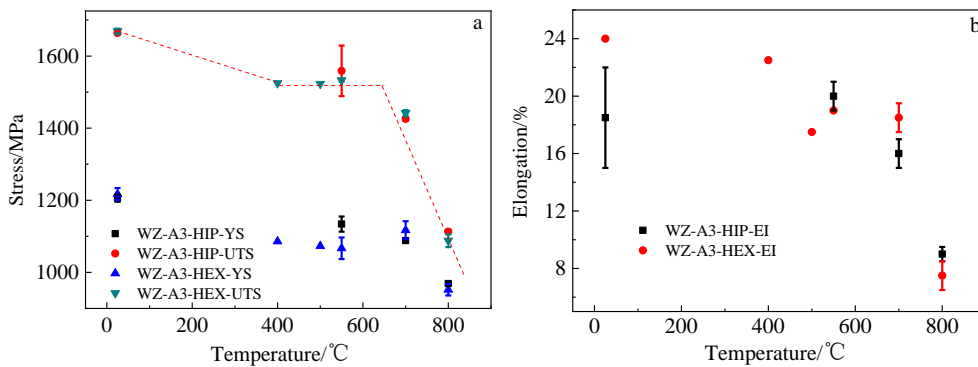 a
1600
1400
1200
1000
Stress/MPa
WZ-A3-HIP-YS
WZ-A3-HIP-UTS
WZ-A3-HEX-YS
WZ-A3-HEX-UTS
0 200 400 600 800
Temperature/℃
b
24
20
16
12
8
Elongation/%
WZ-A3-HIP-EI
WZ-A3-HEX-EI
0 200 400 600 800
Temperature/℃